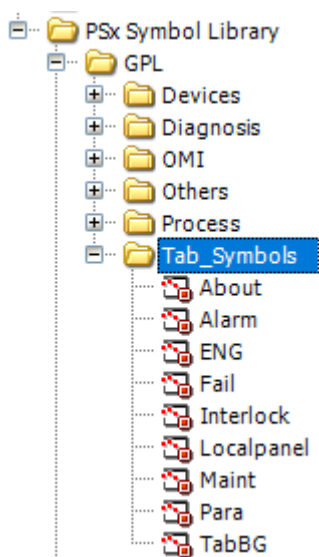 PSx Symbol Library
GPL
Devices
Diagnosis
OMI
Others
Process
Tab_Symbols
About
Alarm
ENG
Fail
Interlock
Localpanel
Maint
Para
TabBG